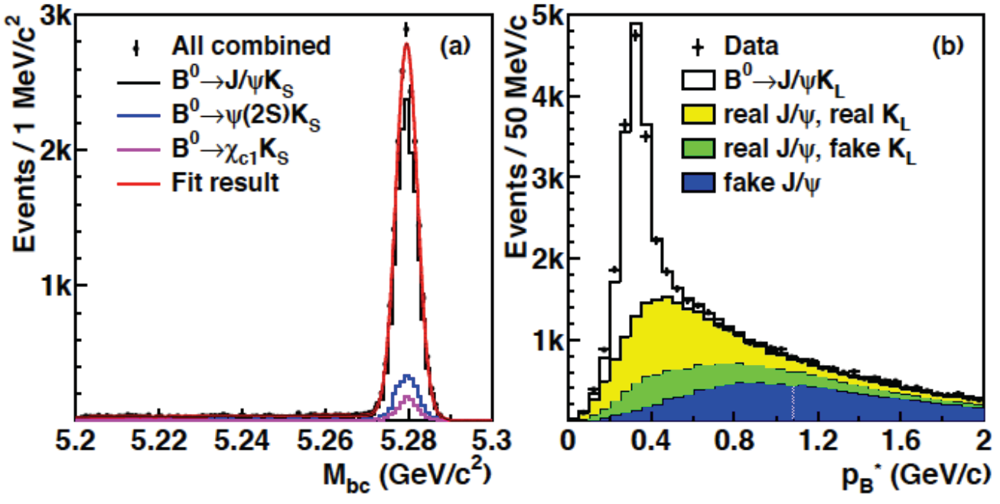 3k
2k
1k
Events / 1 MeV/c²
All combined
(a)
B⁰→J/ψK_S
B⁰→ψ(2S)K_S
B⁰→χ_c1K_S
Fit result
5.2 5.22 5.24 5.26 5.28 5.3
M_bc (GeV/c²)
5k
4k
3k
2k
1k
Events / 50 MeV/c
Data
(b)
B⁰→J/ψK_L
real J/ψ, real K_L
real J/ψ, fake K_L
fake J/ψ
0 0.4 0.8 1.2 1.6 2
p_B* (GeV/c)